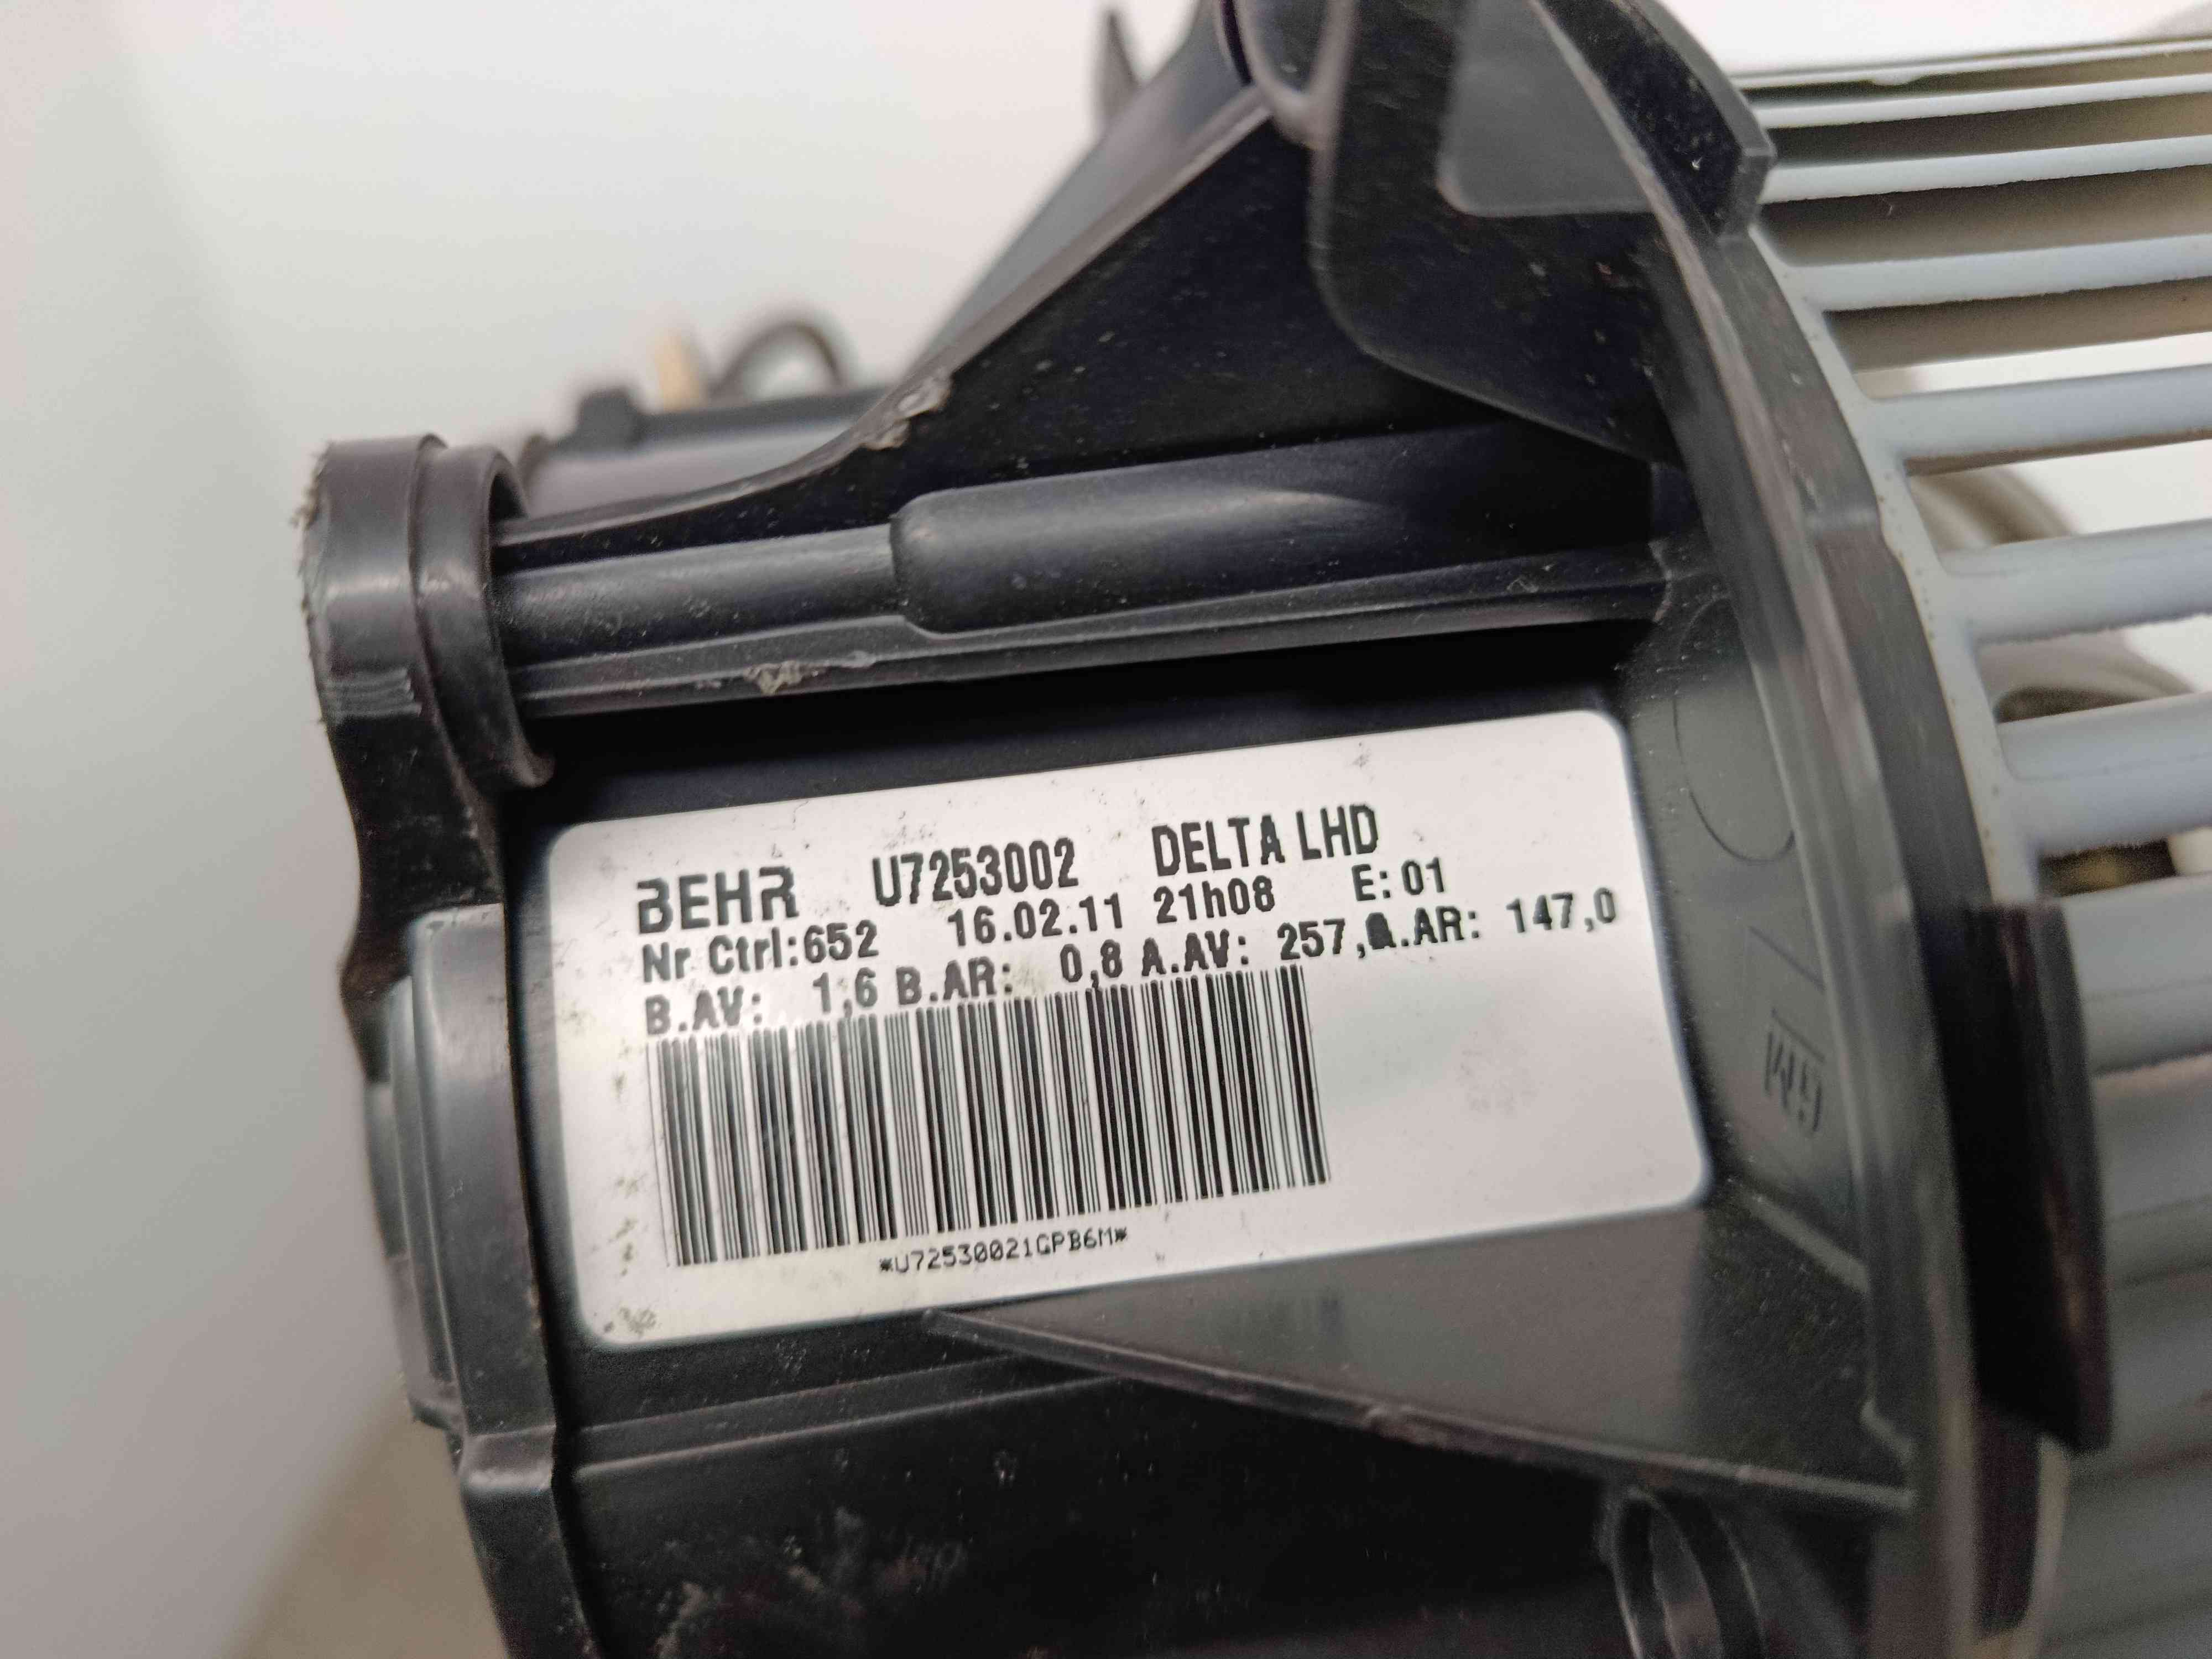 BEHR U7253002 DELTA LHD
Nr Ctrl:652 16.02.11 21h08 E:01
B.AV: 1,6 B.AR: 0,8 A.AV: 257,A.AR: 147,0
*U72530021GPB6M*
GM